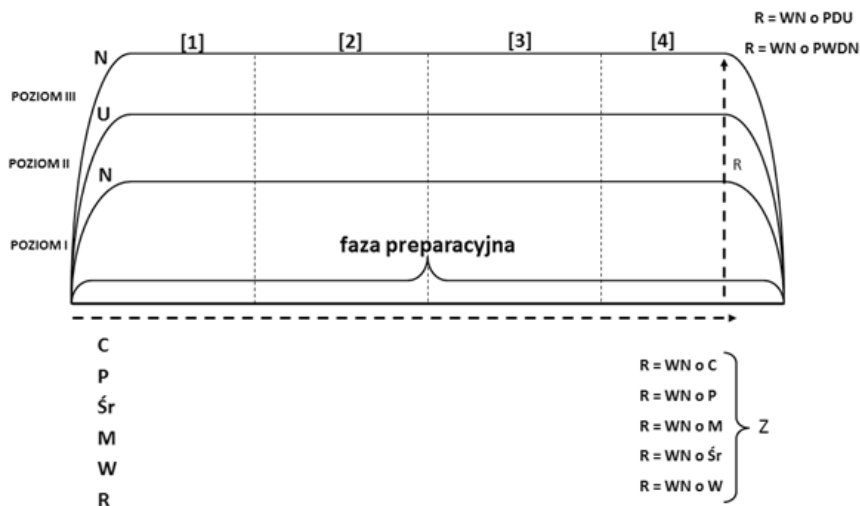 R = WN o PDU
R = WN o PWDN
[1] [2] [3] [4]
N
POZIOM III
U
POZIOM II
N
R
POZIOM I
faza preparacyjna
C
P
Śr
M
W
R
R = WN o C
R = WN o P
R = WN o M
R = WN o Śr
R = WN o W
Z